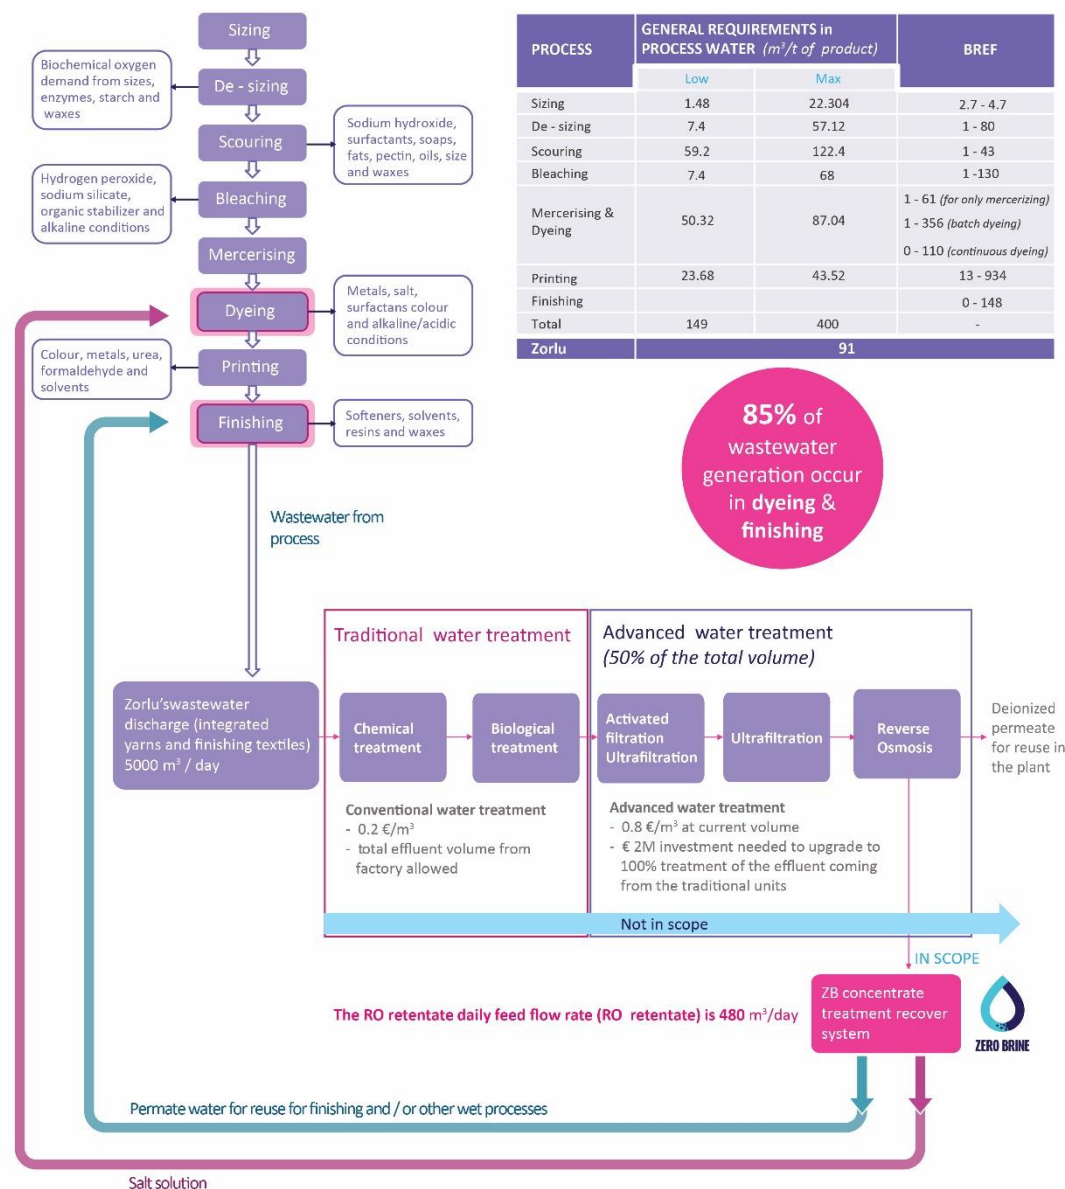 Sizing
De - sizing
Biochemical oxygen
demand from sizes,
enzymes, starch and
waxes
Scouring
Sodium hydroxide,
surfactants, soaps,
fats, pectin, oils, size
and waxes
Bleaching
Hydrogen peroxide,
sodium silicate,
organic stabilizer and
alkaline conditions
Mercerising
Dyeing
Metals, salt,
surfactans colour
and alkaline/acidic
conditions
Printing
Colour, metals, urea,
formaldehyde and
solvents
Finishing
Softeners, solvents,
resins and waxes
Wastewater from
process
PROCESS
GENERAL REQUIREMENTS in
PROCESS WATER (m³/t of product)
BREF
Low Max
Sizing 1.48 22.304 2.7 - 4.7
De - sizing 7.4 57.12 1 - 80
Scouring 59.2 122.4 1 - 43
Bleaching 7.4 68 1 -130
Mercerising &
Dyeing
50.32 87.04
1 - 61 (for only mercerizing)
1 - 356 (batch dyeing)
0 - 110 (continuous dyeing)
Printing 23.68 43.52 13 - 934
Finishing 0 - 148
Total 149 400 -
Zorlu 91
85% of
wastewater
generation occur
in dyeing &
finishing
Traditional water treatment
Advanced water treatment
(50% of the total volume)
Zorlu'swastewater
discharge (integrated
yarns and finishing textiles)
5000 m³ / day
Chemical
treatment
Biological
treatment
Activated
filtration
Ultrafiltration
Ultrafiltration
Reverse
Osmosis
Deionized
permeate
for reuse in
the plant
Conventional water treatment
- 0.2 €/m³
- total effluent volume from
factory allowed
Advanced water treatment
- 0.8 €/m³ at current volume
- € 2M investment needed to upgrade to
100% treatment of the effluent coming
from the traditional units
Not in scope
IN SCOPE
The RO retentate daily feed flow rate (RO retentate) is 480 m³/day
ZB concentrate
treatment recover
system
ZERO BRINE
Permate water for reuse for finishing and / or other wet processes
Salt solution